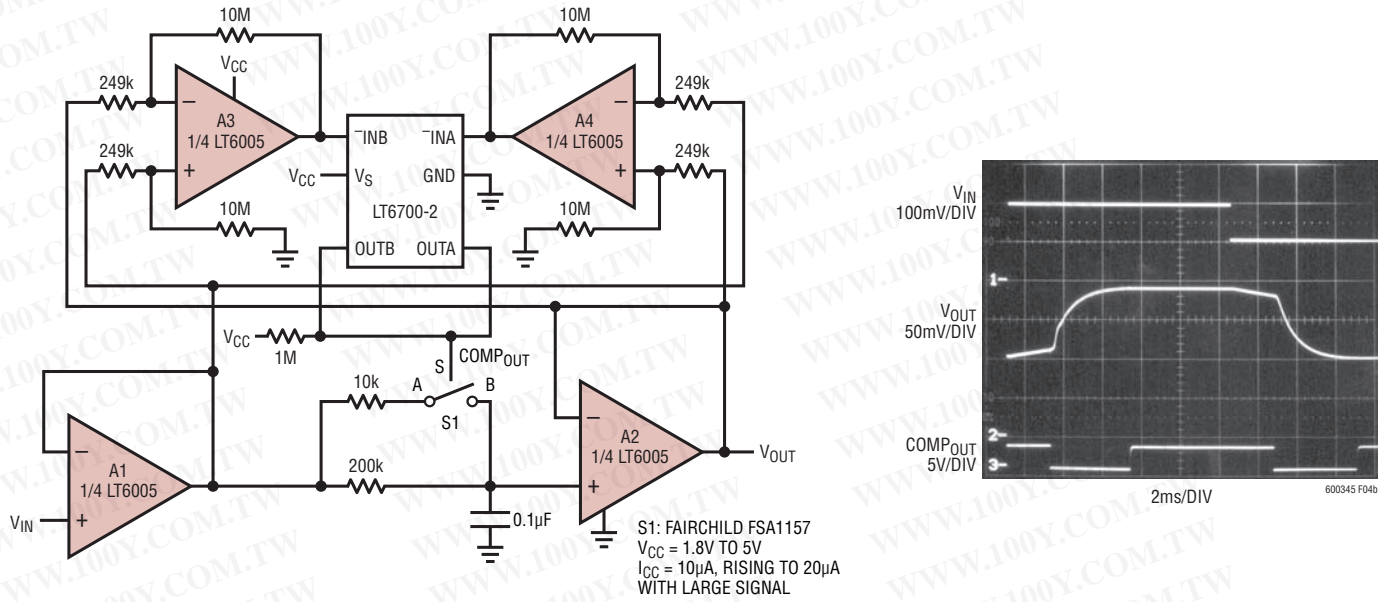 10M
10M
VCC
249k
249k
A3
1/4 LT6005
−
+
¯INB
¯INA
A4
1/4 LT6005
−
+
249k
249k
VCC
VS
GND
LT6700-2
10M
10M
OUTB
OUTA
VCC
1M
COMPOUT
S
10k
A
B
S1
A1
1/4 LT6005
−
+
200k
A2
1/4 LT6005
−
+
VOUT
VIN
0.1µF
S1: FAIRCHILD FSA1157
VCC = 1.8V TO 5V
ICC = 10µA, RISING TO 20µA
WITH LARGE SIGNAL
VIN
100mV/DIV
1
VOUT
50mV/DIV
2
COMPOUT
5V/DIV
3
2ms/DIV
600345 F04b
WWW.100Y.COM.TW